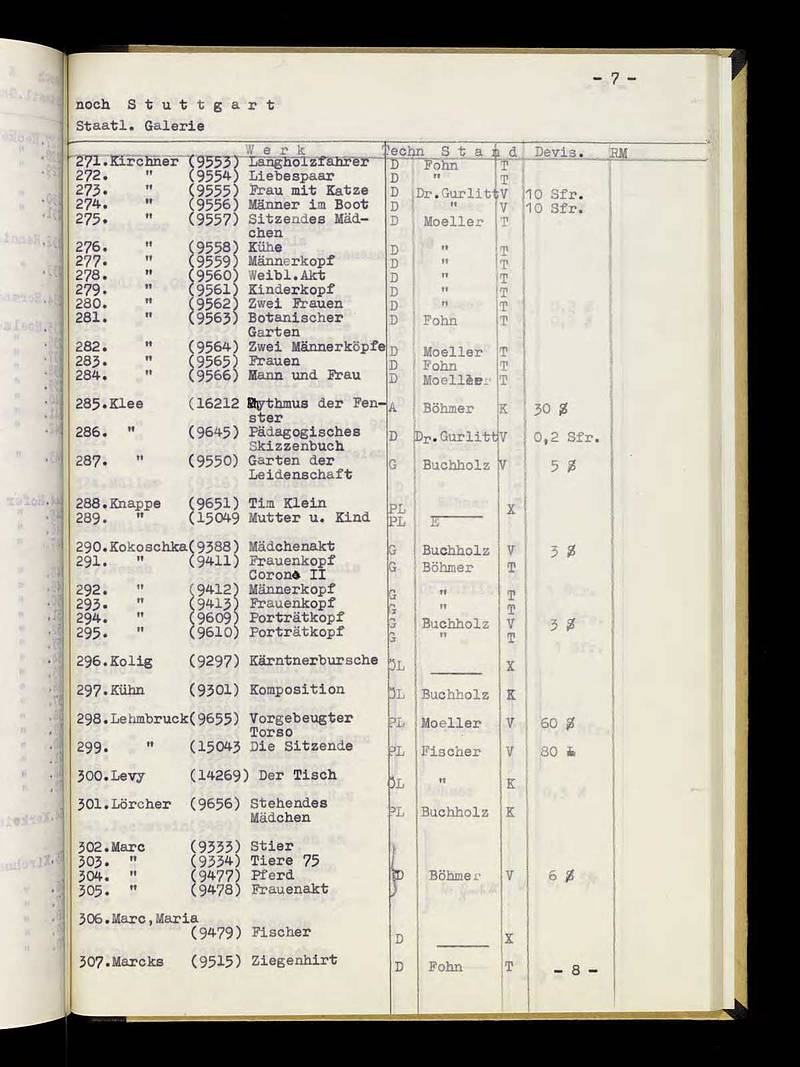 - 7 -
noch S t u t t g a r t
Staatl. Galerie
W e r k Techn S t a n d Devis. RM
271.Kirchner (9553) Langholzfahrer D Fohn T
272. " (9554) Liebespaar D " T
273. " (9555) Frau mit Katze D Dr.Gurlitt V 10 Sfr.
274. " (9556) Männer im Boot D " V 10 Sfr.
275. " (9557) Sitzendes Mäd- D Moeller T
chen
276. " (9558) Kühe D " T
277. " (9559) Männerkopf D " T
278. " (9560) Weibl.Akt D " T
279. " (9561) Kinderkopf D " T
280. " (9562) Zwei Frauen D " T
281. " (9563) Botanischer D Fohn T
Garten
282. " (9564) Zwei Männerköpfe D Moeller T
283. " (9565) Frauen D Fohn T
284. " (9566) Mann und Frau D Moeller T
285.Klee (16212 Rhythmus der Fen- A Böhmer K 30 $
ster
286. " (9645) Pädagogisches D Dr.Gurlitt V 0,2 Sfr.
Skizzenbuch
287. " (9550) Garten der G Buchholz V 5 $
Leidenschaft
288.Knappe (9651) Tim Klein PL ______ X
289. " (15049 Mutter u. Kind PL E
290.Kokoschka(9388) Mädchenakt G Buchholz V 3 $
291. " (9411) Frauenkopf G Böhmer T
Corona II
292. " (9412) Männerkopf G " T
293. " (9413) Frauenkopf G " T
294. " (9609) Porträtkopf G Buchholz V 3 $
295. " (9610) Porträtkopf G " T
296.Kolig (9297) Kärntnerbursche ÖL ______ X
297.Kühn (9301) Komposition ÖL Buchholz K
298.Lehmbruck(9655) Vorgebeugter PL Moeller V 60 $
Torso
299. " (15043 Die Sitzende PL Fischer V 80 £
300.Levy (14269) Der Tisch ÖL " K
301.Lörcher (9656) Stehendes PL Buchholz K
Mädchen
302.Marc (9333) Stier
303. " (9334) Tiere 75
304. " (9477) Pferd D Böhmer V 6 $
305. " (9478) Frauenakt
306.Marc,Maria
(9479) Fischer D ______ X
307.Marcks (9515) Ziegenhirt D Fohn T
- 8 -